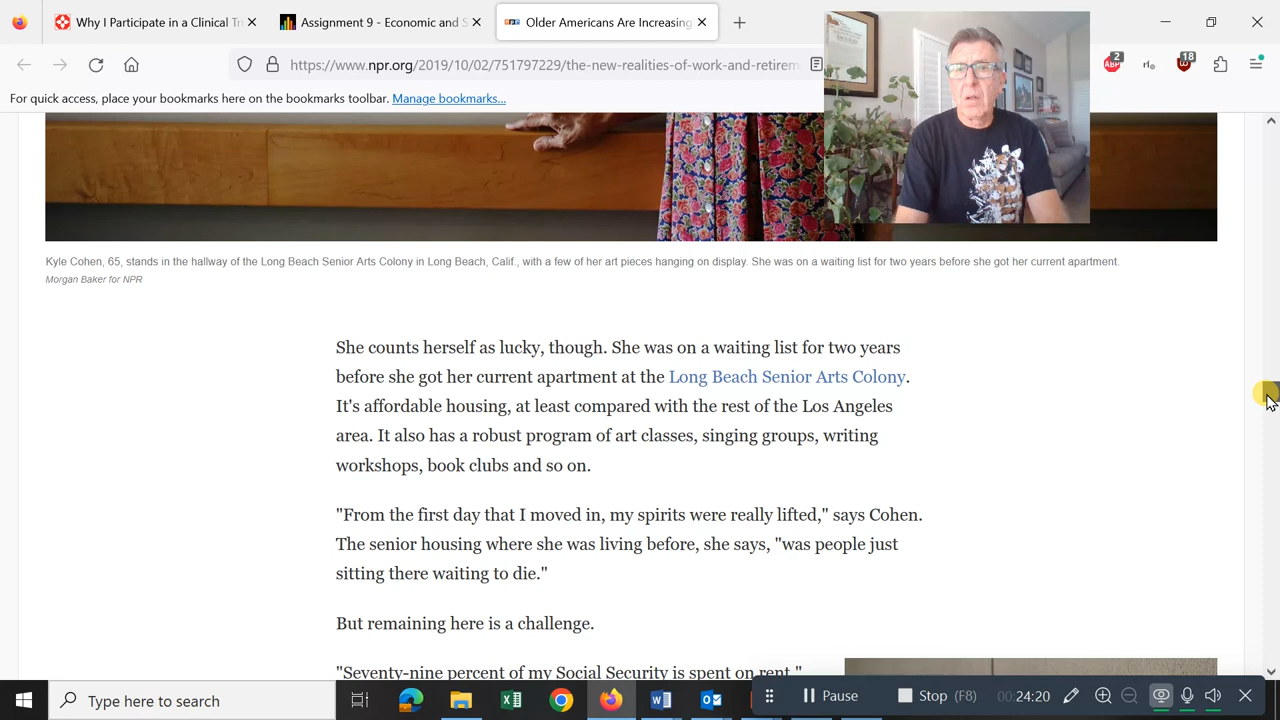 Why I Participate in a Clinical Tr
Assignment 9 - Economic and S
Older Americans Are Increasing
https://www.npr.org/2019/10/02/751797229/the-new-realities-of-work-and-retirem
ABP
2
rl.
18
For quick access, place your bookmarks here on the bookmarks toolbar. Manage bookmarks...
Kyle Cohen, 65, stands in the hallway of the Long Beach Senior Arts Colony in Long Beach, Calif., with a few of her art pieces hanging on display. She was on a waiting list for two years before she got her current apartment.
Morgan Baker for NPR
She counts herself as lucky, though. She was on a waiting list for two years
before she got her current apartment at the Long Beach Senior Arts Colony.
It's affordable housing, at least compared with the rest of the Los Angeles
area. It also has a robust program of art classes, singing groups, writing
workshops, book clubs and so on.
"From the first day that I moved in, my spirits were really lifted," says Cohen.
The senior housing where she was living before, she says, "was people just
sitting there waiting to die."
But remaining here is a challenge.
"Seventy-nine percent of my Social Security is spent on rent."
Type here to search
Pause
Stop (F8)
00:24:20